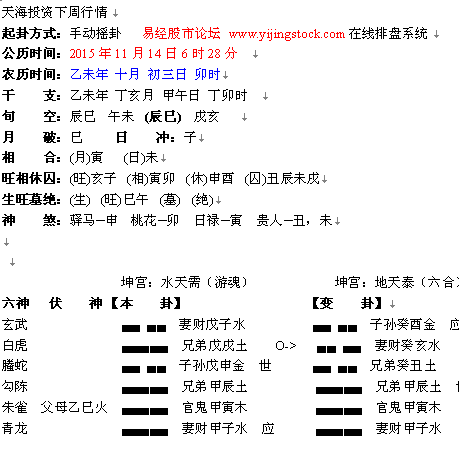 天海投资下周行情
起卦方式: 手动摇卦 易经股市论坛 www.yijingstock.com 在线排盘系统
公历时间: 2015 年 11 月 14 日 6 时 28 分
农历时间: 乙未年 十月 初三日 卯时
干 支: 乙未年 丁亥月 甲午日 丁卯时
旬 空: 辰巳 午未 (辰巳) 戌亥
月 破: 巳 日 冲: 子
相 合: (月)寅 (日)未
旺相休囚: (旺)亥子 (相)寅卯 (休)申酉 (囚)丑辰未戌
生旺墓绝: (生) (旺)巳午 (墓) (绝)
神 煞: 驿马─申 桃花─卯 日禄─寅 贵人─丑, 未
坤宫: 水天需 (游魂) 坤宫: 地天泰 (六合
六神 伏 神 【本 卦】 【变 卦】
玄武 妻财戊子水 子孙癸酉金 应
白虎 兄弟戊戌土 O-> 妻财癸亥水
螣蛇 子孙戊申金 世 兄弟癸丑土
勾陈 兄弟甲辰土 兄弟甲辰土
朱雀 父母乙巳火 官鬼甲寅木 官鬼甲寅木
青龙 妻财甲子水 应 妻财甲子水